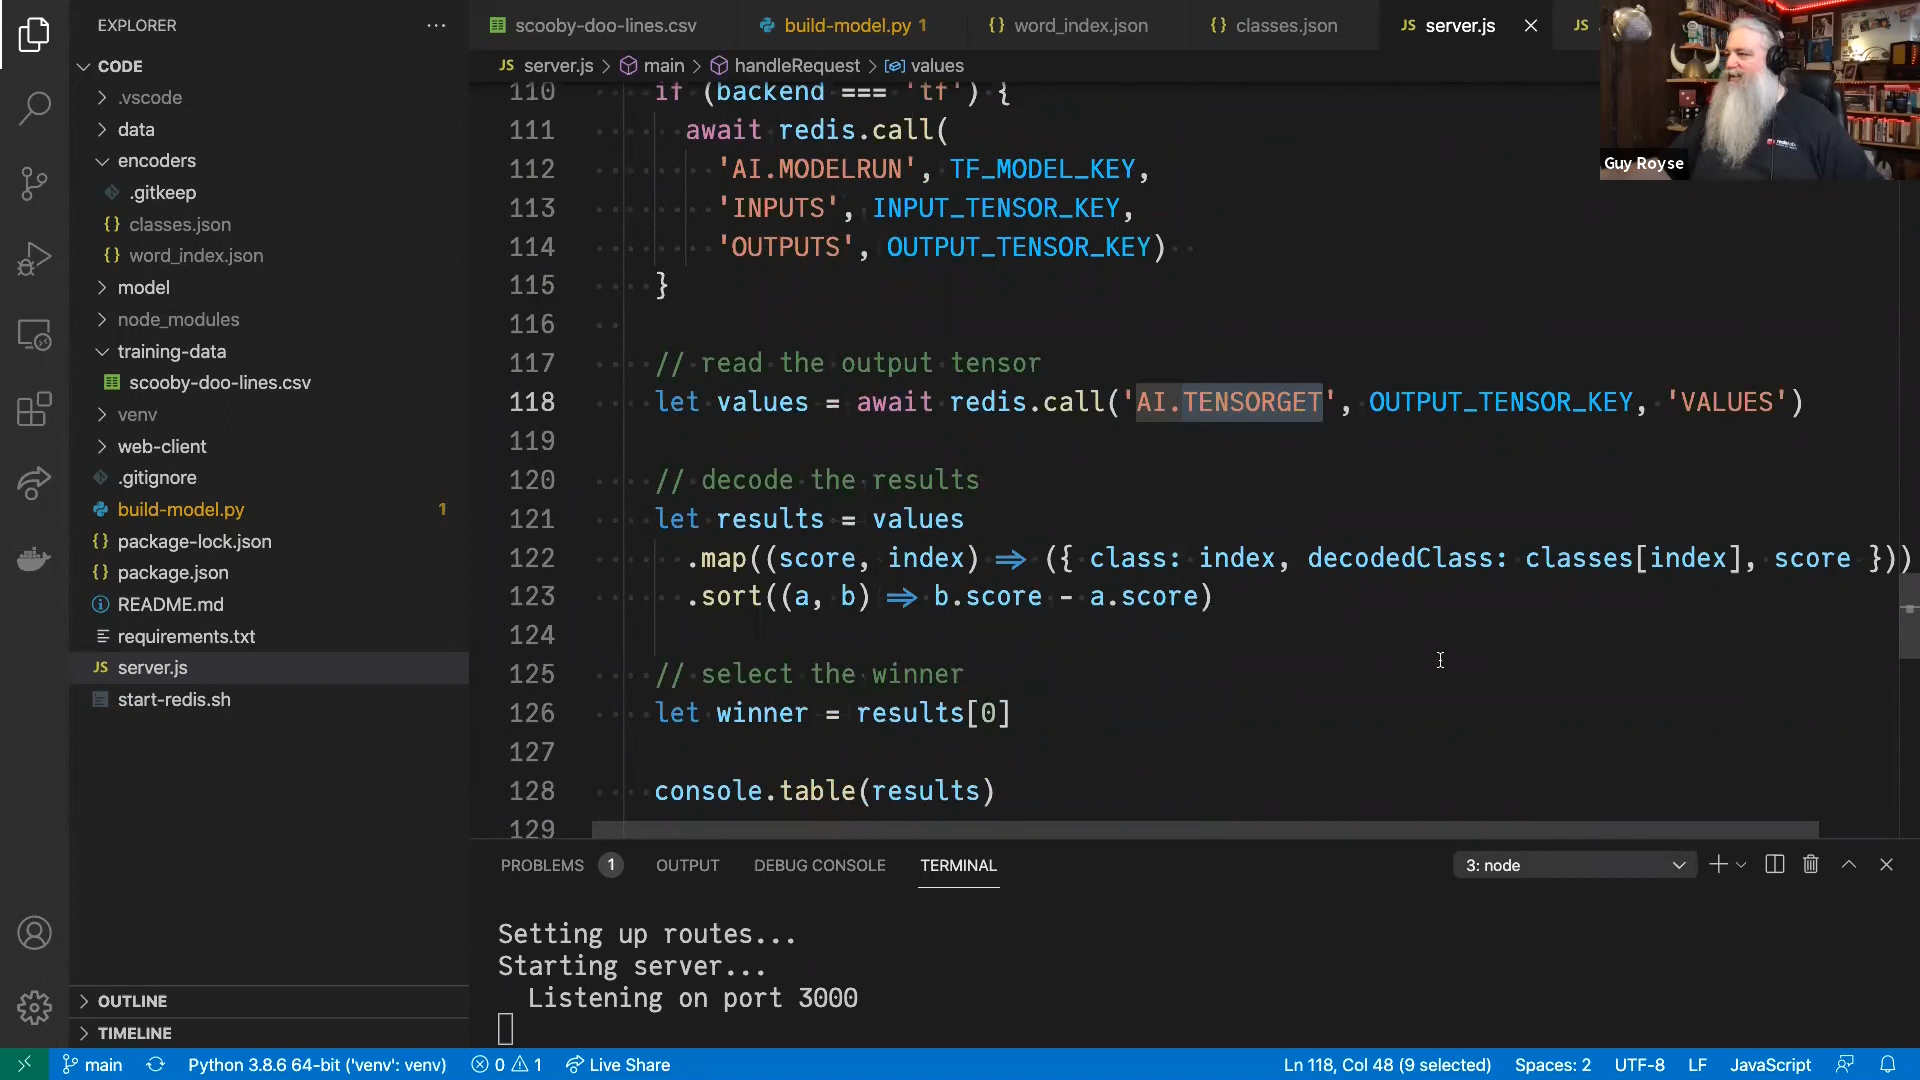 EXPLORER
CODE
.vscode
data
encoders
.gitkeep
{} classes.json
{} word_index.json
model
node_modules
training-data
scooby-doo-lines.csv
venv
web-client
.gitignore
build-model.py 1
{} package-lock.json
{} package.json
README.md
requirements.txt
JS server.js
start-redis.sh
OUTLINE
TIMELINE
scooby-doo-lines.csv build-model.py 1 {} word_index.json {} classes.json JS server.js JS
JS server.js > main > handleRequest > values
110 if (backend === 'tf') {
111 await redis.call(
112 'AI.MODELRUN', TF_MODEL_KEY,
113 'INPUTS', INPUT_TENSOR_KEY,
114 'OUTPUTS', OUTPUT_TENSOR_KEY)
115 }
116
117 // read the output tensor
118 let values = await redis.call('AI.TENSORGET', OUTPUT_TENSOR_KEY, 'VALUES')
119
120 // decode the results
121 let results = values
122 .map((score, index) => ({ class: index, decodedClass: classes[index], score }))
123 .sort((a, b) => b.score - a.score)
124
125 // select the winner
126 let winner = results[0]
127
128 console.table(results)
129
Guy Royse
PROBLEMS 1 OUTPUT DEBUG CONSOLE TERMINAL 3: node
Setting up routes...
Starting server...
Listening on port 3000
main Python 3.8.6 64-bit ('venv': venv) 0 1 Live Share Ln 118, Col 48 (9 selected) Spaces: 2 UTF-8 LF JavaScript